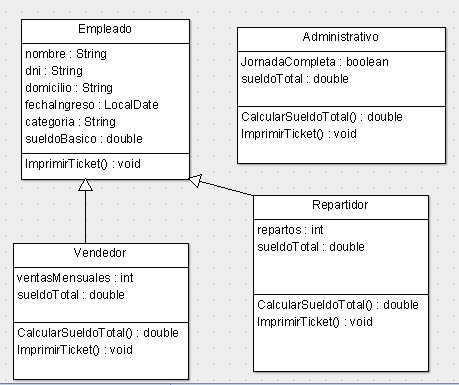 Empleado
nombre : String
dni : String
domicilio : String
fechaIngreso : LocalDate
categoria : String
sueldoBasico : double
ImprimirTicket() : void
Administrativo
JornadaCompleta : boolean
sueldoTotal : double
CalcularSueldoTotal() : double
ImprimirTicket() : void
Vendedor
ventasMensuales : int
sueldoTotal : double
CalcularSueldoTotal() : double
ImprimirTicket() : void
Repartidor
repartos : int
sueldoTotal : double
CalcularSueldoTotal() : double
ImprimirTicket() : void